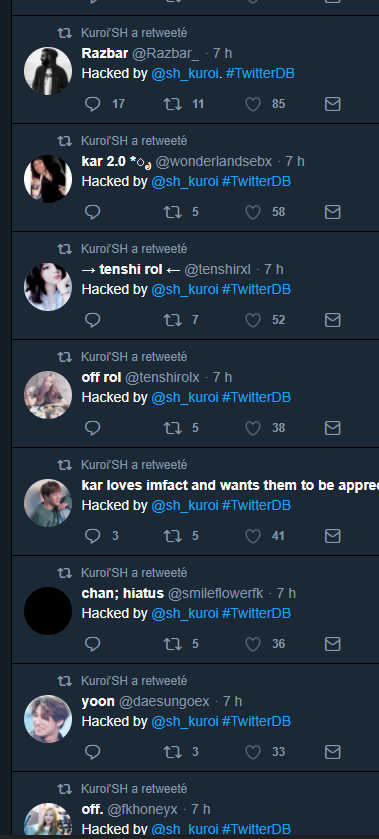 Kuroi'SH a retweeté
Razbar @Razbar_ · 7 h
Hacked by @sh_kuroi. #TwitterDB
17 11 85
Kuroi'SH a retweeté
kar 2.0 *ૢ✧ु @wonderlandsebx · 7 h
Hacked by @sh_kuroi #TwitterDB
5 58
Kuroi'SH a retweeté
→ tenshi rol ← @tenshirxl · 7 h
Hacked by @sh_kuroi #TwitterDB
7 52
Kuroi'SH a retweeté
off rol @tenshirolx · 7 h
Hacked by @sh_kuroi #TwitterDB
5 38
Kuroi'SH a retweeté
kar loves imfact and wants them to be appre
Hacked by @sh_kuroi #TwitterDB
3 5 41
Kuroi'SH a retweeté
chan; hiatus @smileflowerfk · 7 h
Hacked by @sh_kuroi #TwitterDB
5 36
Kuroi'SH a retweeté
yoon @daesungoex · 7 h
Hacked by @sh_kuroi #TwitterDB
3 33
Kuroi'SH a retweeté
off. @fkhoneyx · 7 h
Hacked by @sh_kuroi #TwitterDB